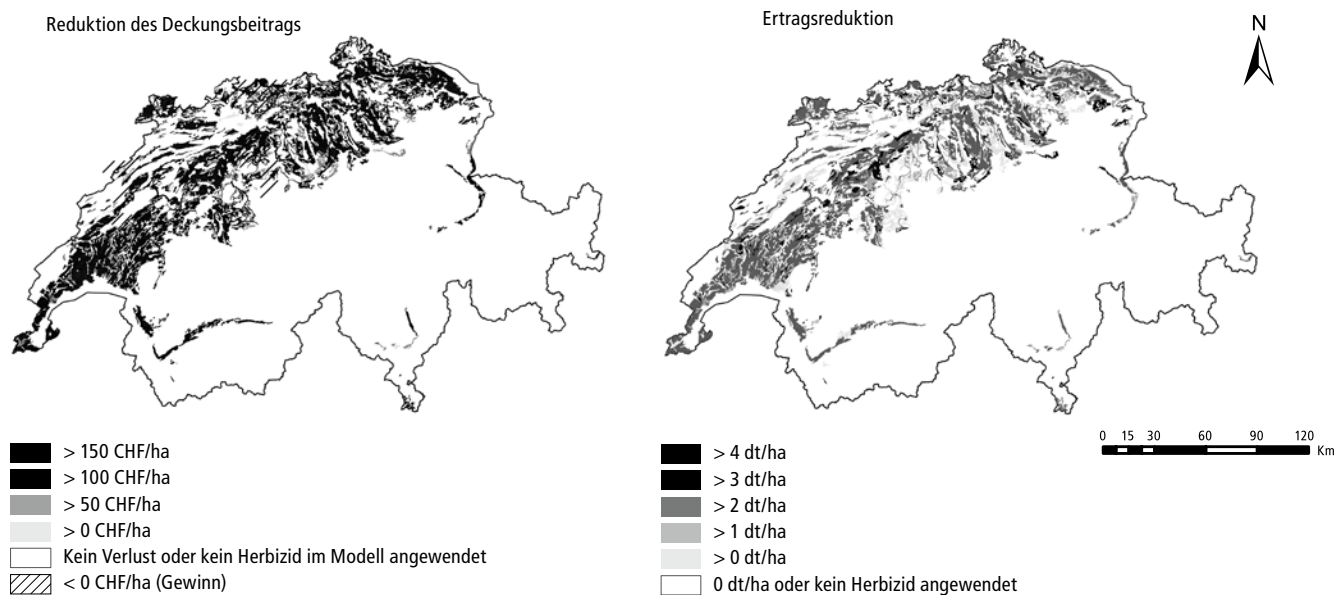 Reduktion des Deckungsbeitrags
Ertragsreduktion
N
> 150 CHF/ha
> 100 CHF/ha
> 50 CHF/ha
> 0 CHF/ha
Kein Verlust oder kein Herbizid im Modell angewendet
< 0 CHF/ha (Gewinn)
> 4 dt/ha
> 3 dt/ha
> 2 dt/ha
> 1 dt/ha
> 0 dt/ha
0 dt/ha oder kein Herbizid angewendet
0 15 30 60 90 120
Km